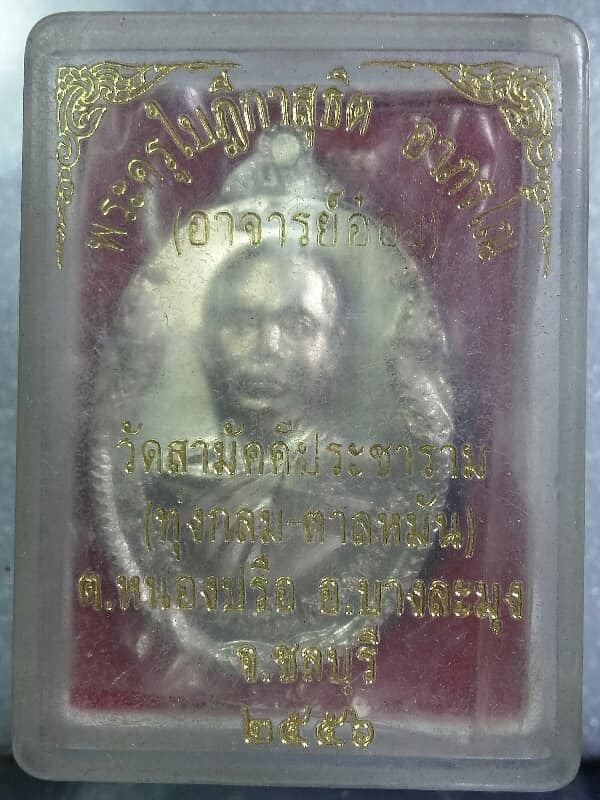 พระครูใบฎีกาสุธิต อาภาโณ
(อาจารย์อ๋อง)
วัดสามัคคีประชาราม
(ทุ่งกลม-ตาลหมัน)
ต.หนองปรือ อ.บางละมุง
จ.ชลบุรี
๒๕๕๖